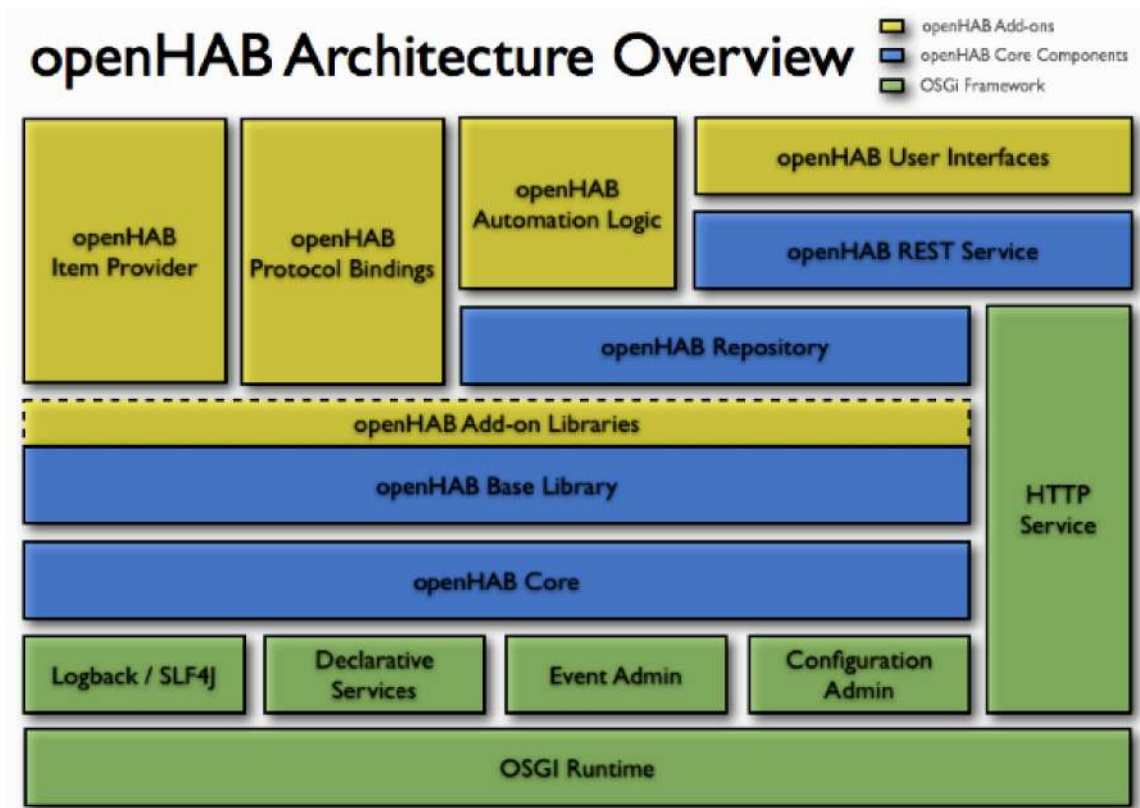 openHAB Architecture Overview
openHAB Add-ons
openHAB Core Components
OSGi Framework
openHAB
Item Provider
openHAB
Protocol Bindings
openHAB
Automation Logic
openHAB User Interfaces
openHAB REST Service
openHAB Repository
openHAB Add-on Libraries
openHAB Base Library
HTTP
Service
openHAB Core
Logback / SLF4J
Declarative
Services
Event Admin
Configuration
Admin
OSGI Runtime